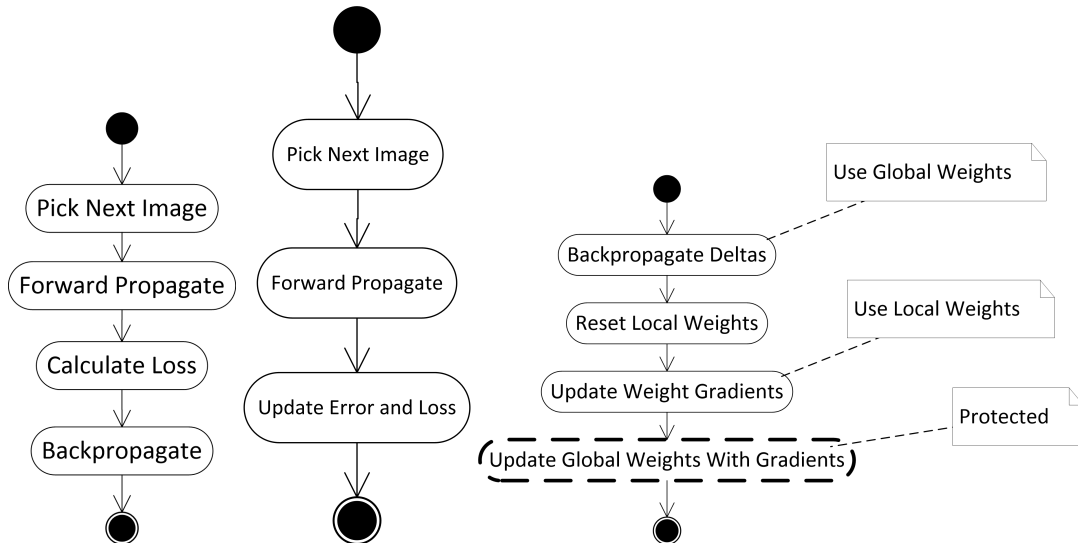 Pick Next Image
Forward Propagate
Calculate Loss
Backpropagate
Pick Next Image
Forward Propagate
Update Error and Loss
Use Global Weights
Backpropagate Deltas
Reset Local Weights
Use Local Weights
Update Weight Gradients
Protected
Update Global Weights With Gradients